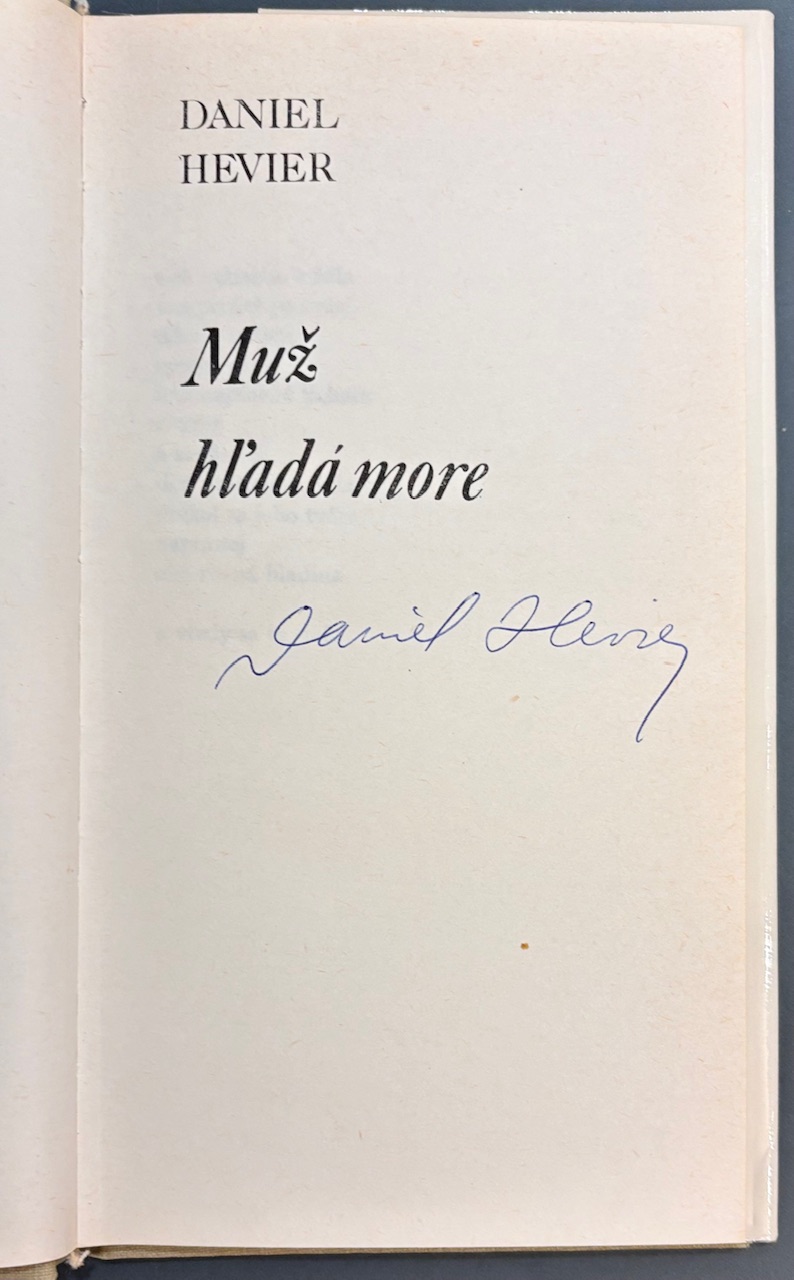 DANIEL
HEVIER
Muž
hľadá more
Daniel Hevier